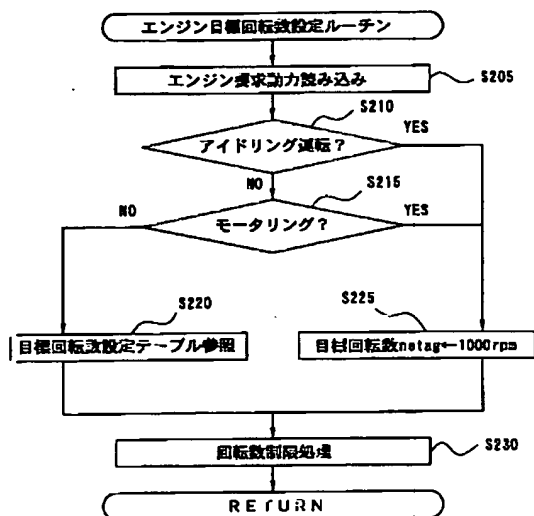 エンジン目標回転数設定ルーチン
エンジン要求動力読み込み
S205
S210
アイドリング運転？
YES
NO
S215
NO
モータリング？
YES
S220
S225
目標回転数設定テーブル参照
目標回転数netag←1000rpm
S230
回転数制限処理
RETURN